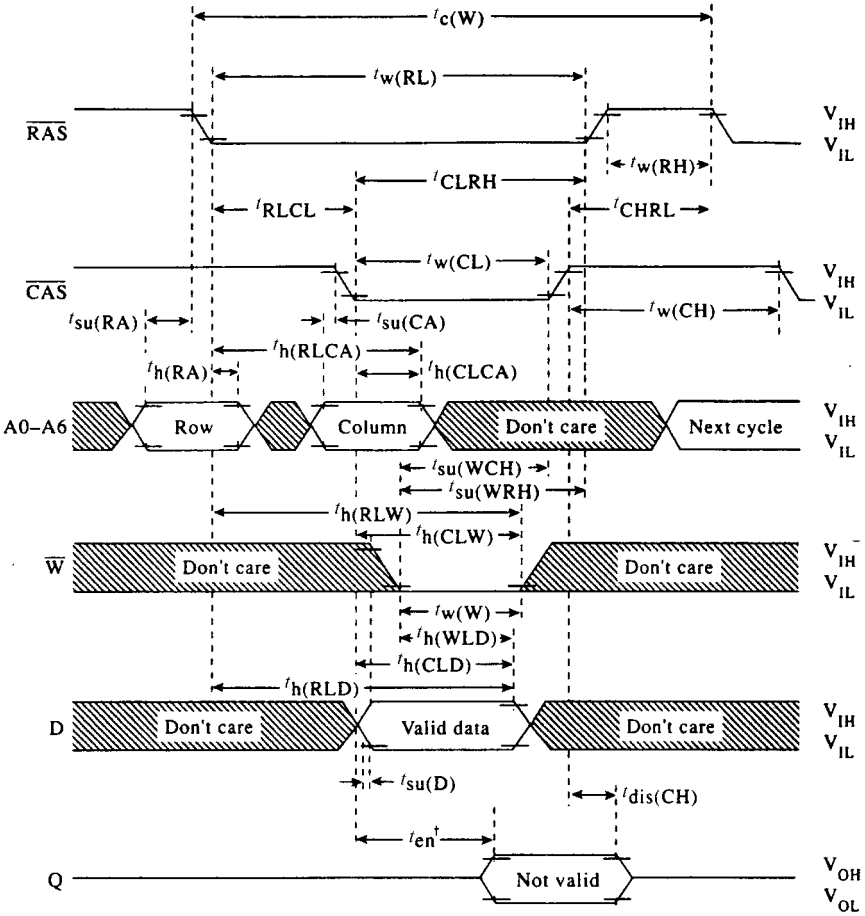 tc(W)
tw(RL)
RAS
VIH
VIL
tw(RH)
tCLRH
tRLCL
tCHRL
tw(CL)
CAS
VIH
VIL
tw(CH)
tsu(RA)
tsu(CA)
th(RLCA)
th(RA)
th(CLCA)
A0–A6
Row
Column
Don't care
Next cycle
VIH
VIL
tsu(WCH)
tsu(WRH)
th(RLW)
th(CLW)
W
Don't care
Don't care
VIH
VIL
tw(W)
th(WLD)
th(CLD)
th(RLD)
D
Don't care
Valid data
Don't care
VIH
VIL
tsu(D)
tdis(CH)
ten†
Q
Not valid
VOH
VOL